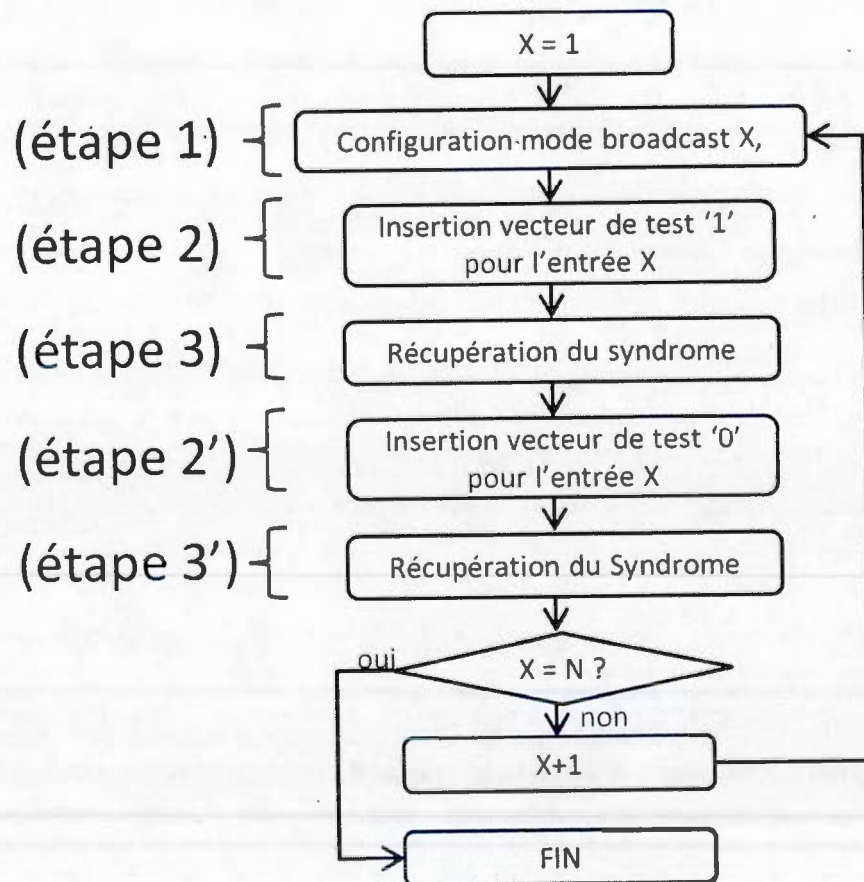 X = 1
(étape 1)
Configuration mode broadcast X,
(étape 2)
Insertion vecteur de test ‘1’
pour l’entrée X
(étape 3)
Récupération du syndrome
(étape 2’)
Insertion vecteur de test ‘0’
pour l’entrée X
(étape 3’)
Récupération du Syndrome
oui
X = N ?
non
X+1
FIN